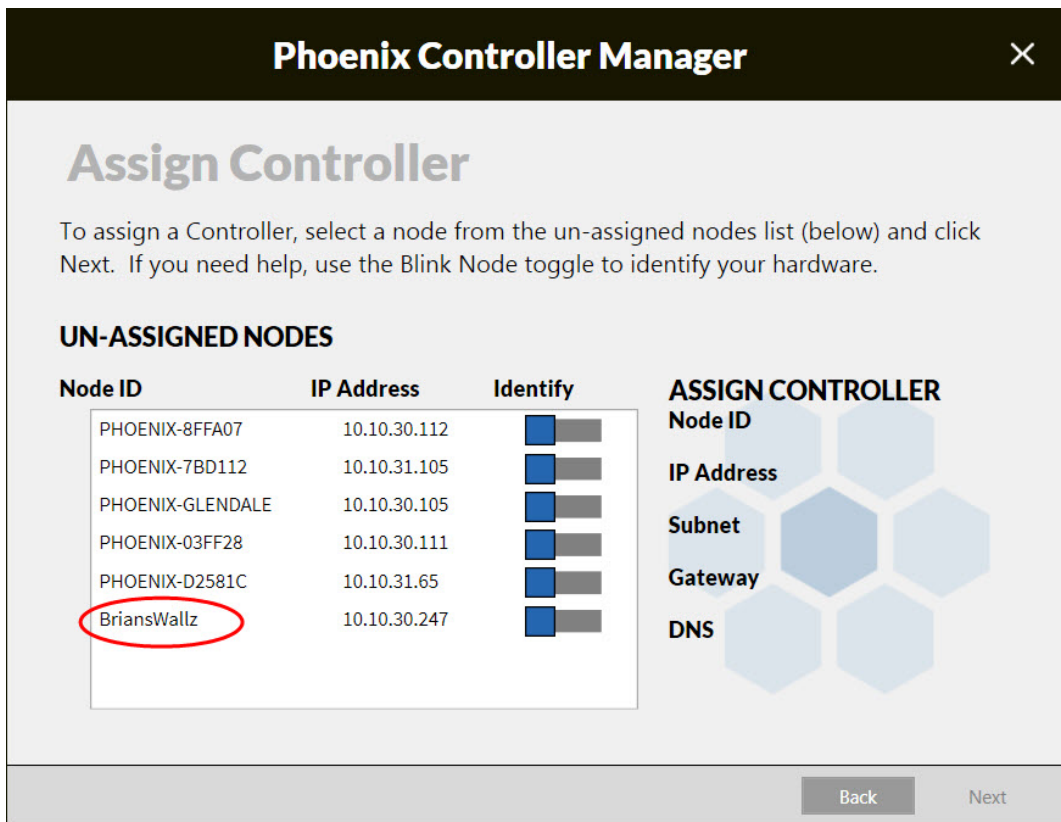 Phoenix Controller Manager
Assign Controller
To assign a Controller, select a node from the un-assigned nodes list (below) and click
Next. If you need help, use the Blink Node toggle to identify your hardware.
UN-ASSIGNED NODES
Node ID IP Address Identify
PHOENIX-8FFA07 10.10.30.112
PHOENIX-7BD112 10.10.31.105
PHOENIX-GLENDALE 10.10.30.105
PHOENIX-03FF28 10.10.30.111
PHOENIX-D2581C 10.10.31.65
BriansWallz 10.10.30.247
ASSIGN CONTROLLER
Node ID
IP Address
Subnet
Gateway
DNS
Back Next